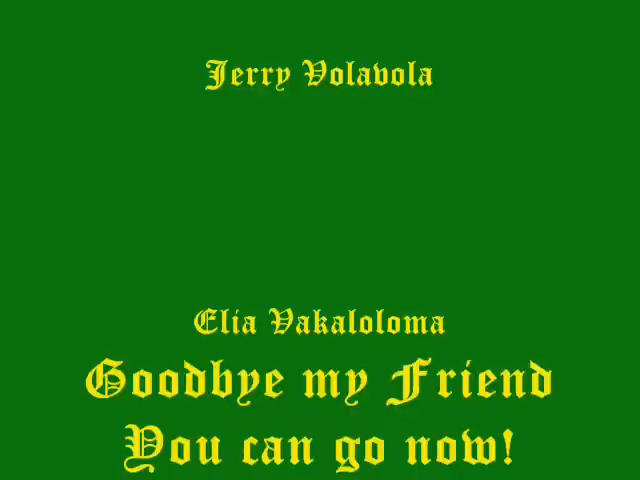 Jerry Volavola
Elia Vakaloloma
Goodbye my Friend
You can go now!